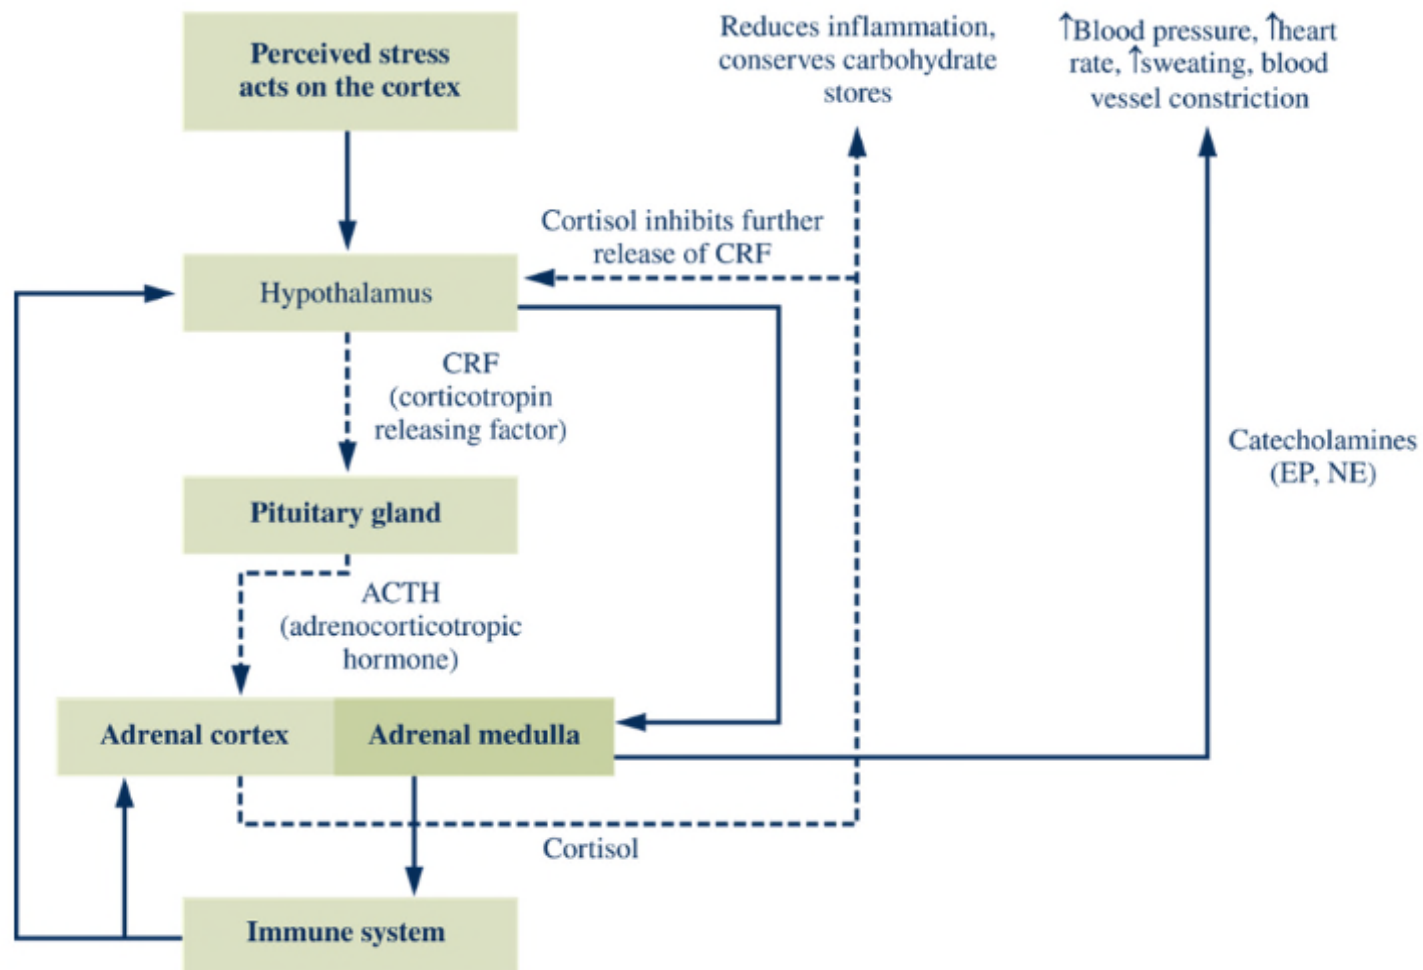 Perceived stress
acts on the cortex
Reduces inflammation,
conserves carbohydrate
stores
↑Blood pressure, ↑heart
rate, ↑sweating, blood
vessel constriction
Cortisol inhibits further
release of CRF
Hypothalamus
CRF
(corticotropin
releasing factor)
Catecholamines
(EP, NE)
Pituitary gland
ACTH
(adrenocorticotropic
hormone)
Adrenal cortex
Adrenal medulla
Cortisol
Immune system